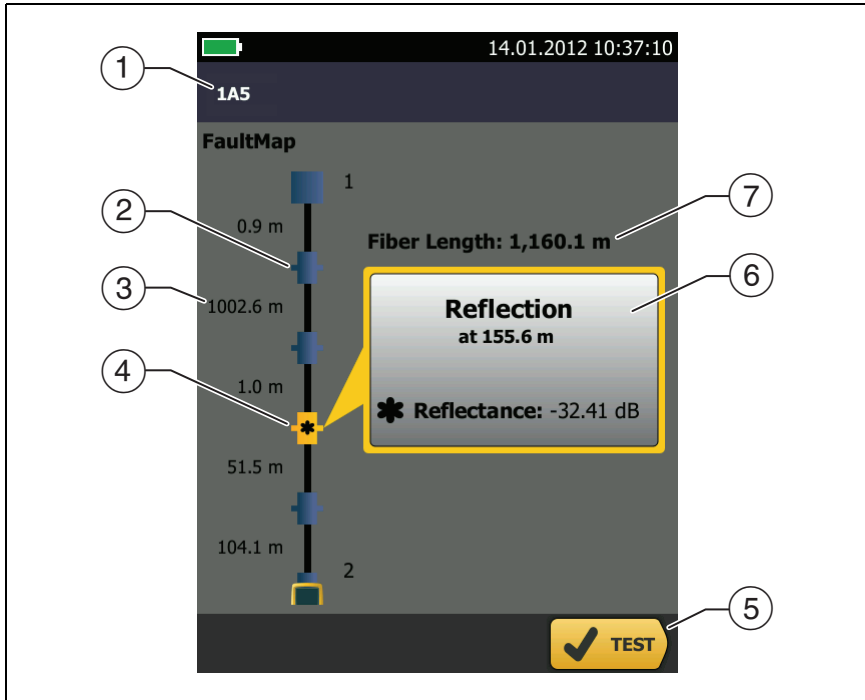 14.01.2012 10:37:10
1
1A5
FaultMap
1
7
0.9 m
2
Fiber Length: 1,160.1 m
6
3
1002.6 m
Reflection
at 155.6 m
4
1.0 m
* Reflectance: -32.41 dB
*
51.5 m
104.1 m
2
5
TEST